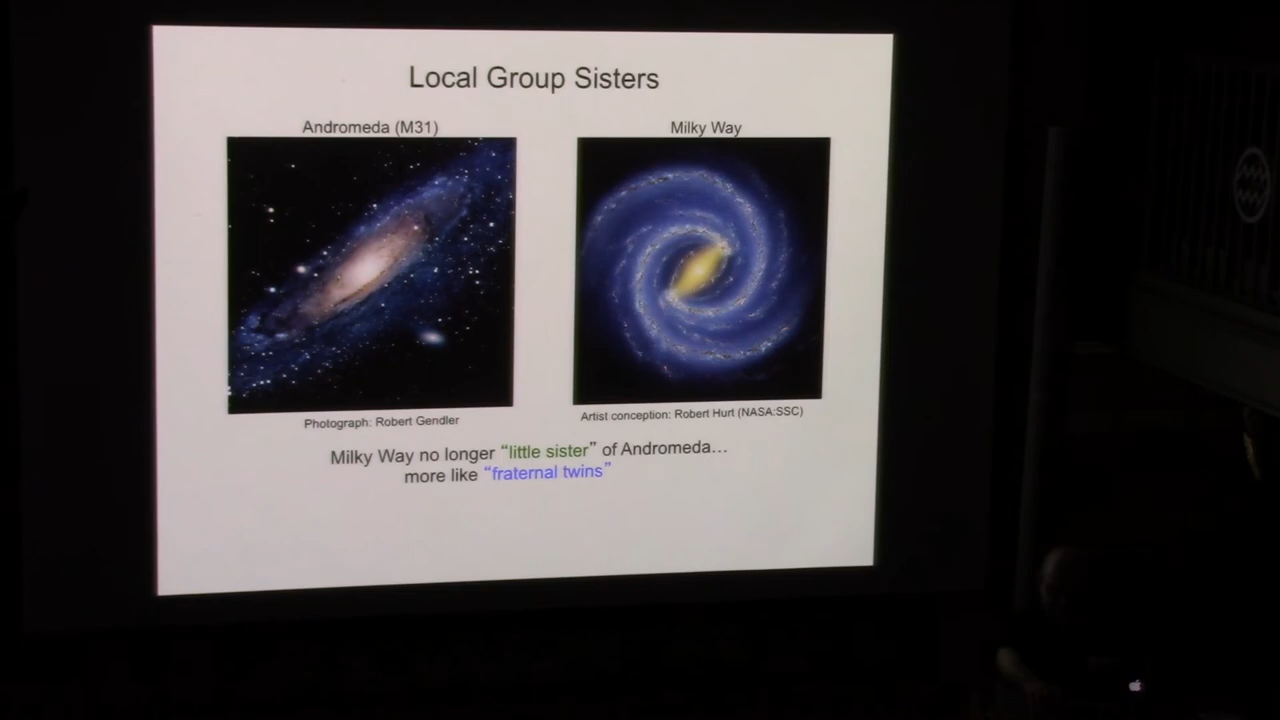 Local Group Sisters
Andromeda (M31)
Milky Way
Photograph: Robert Gendler
Artist conception: Robert Hurt (NASA:SSC)
Milky Way no longer “little sister” of Andromeda…
more like “fraternal twins”